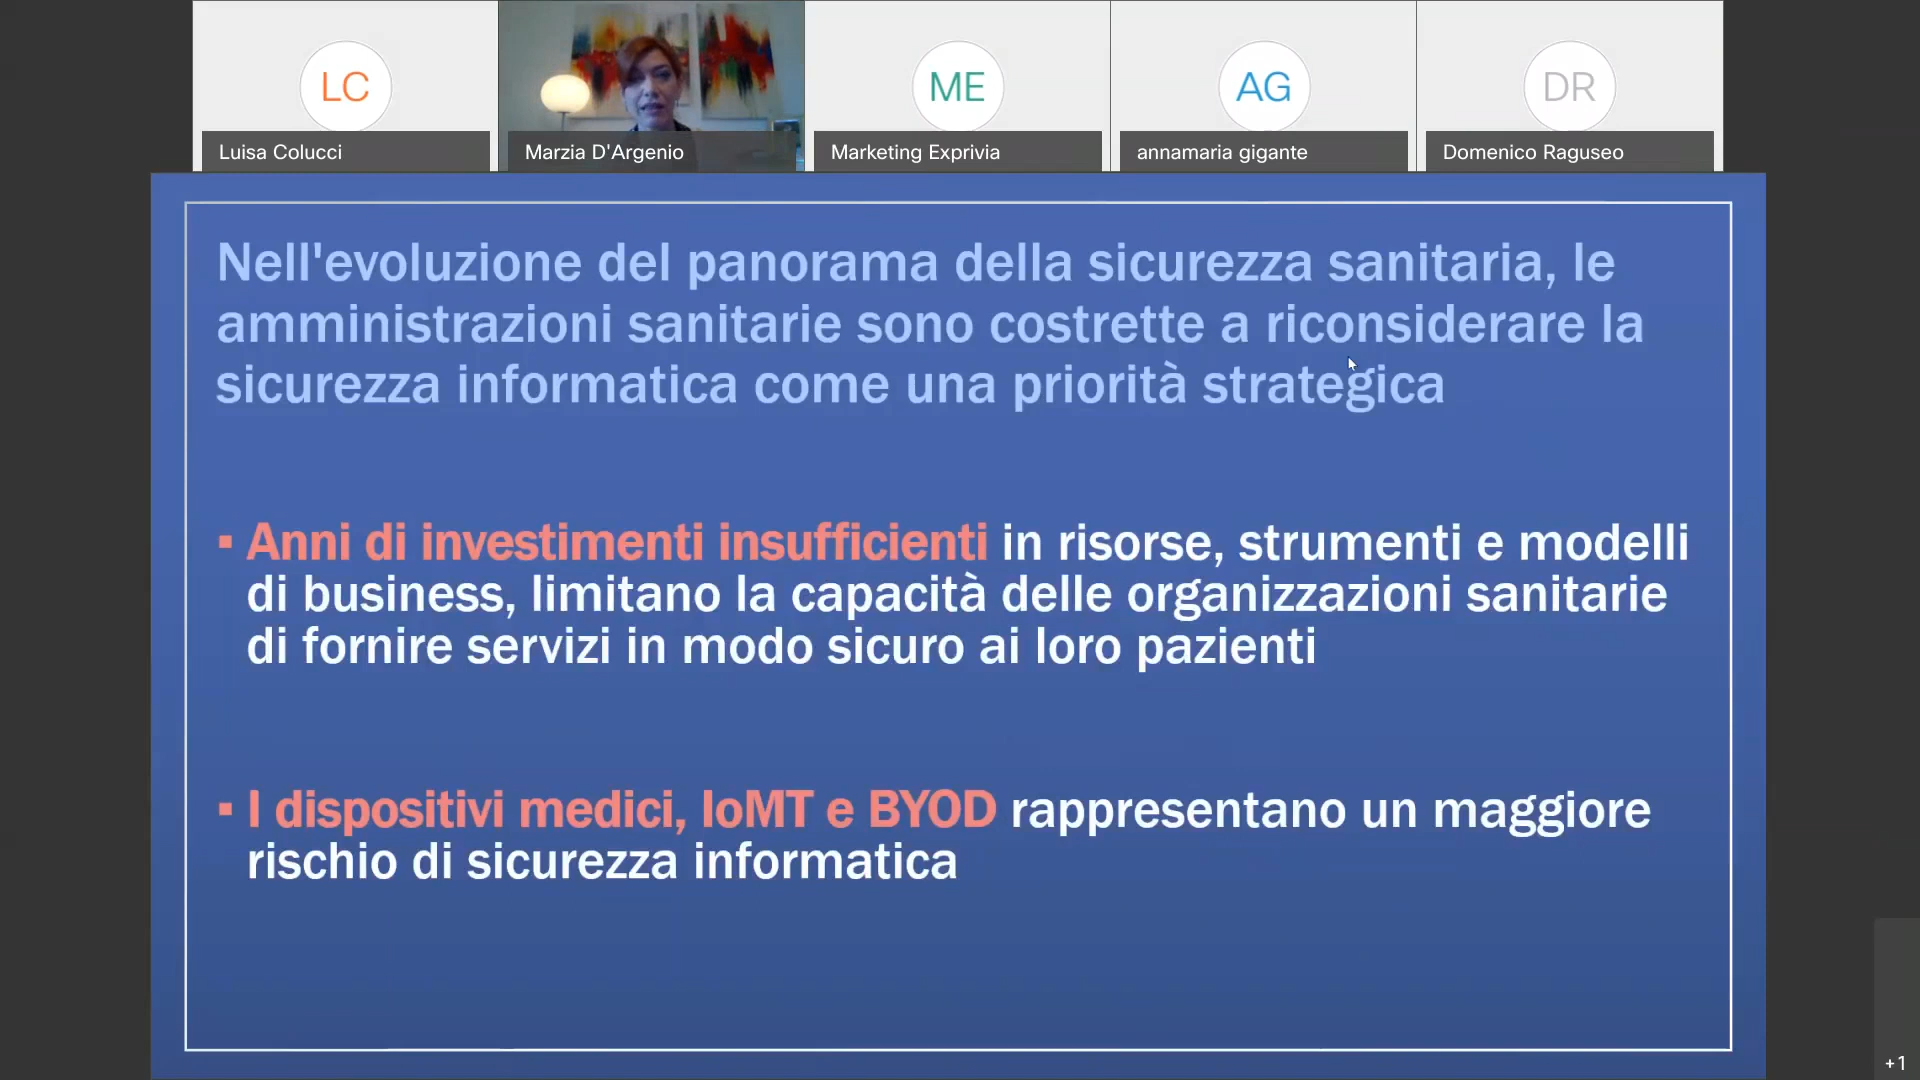 LC
ME
AG
DR
Luisa Colucci
Marzia D'Argenio
Marketing Exprivia
annamaria gigante
Domenico Raguseo
Nell'evoluzione del panorama della sicurezza sanitaria, le
amministrazioni sanitarie sono costrette a riconsiderare la
sicurezza informatica come una priorità strategica
▪ Anni di investimenti insufficienti in risorse, strumenti e modelli
di business, limitano la capacità delle organizzazioni sanitarie
di fornire servizi in modo sicuro ai loro pazienti
▪ I dispositivi medici, IoMT e BYOD rappresentano un maggiore
rischio di sicurezza informatica
+1